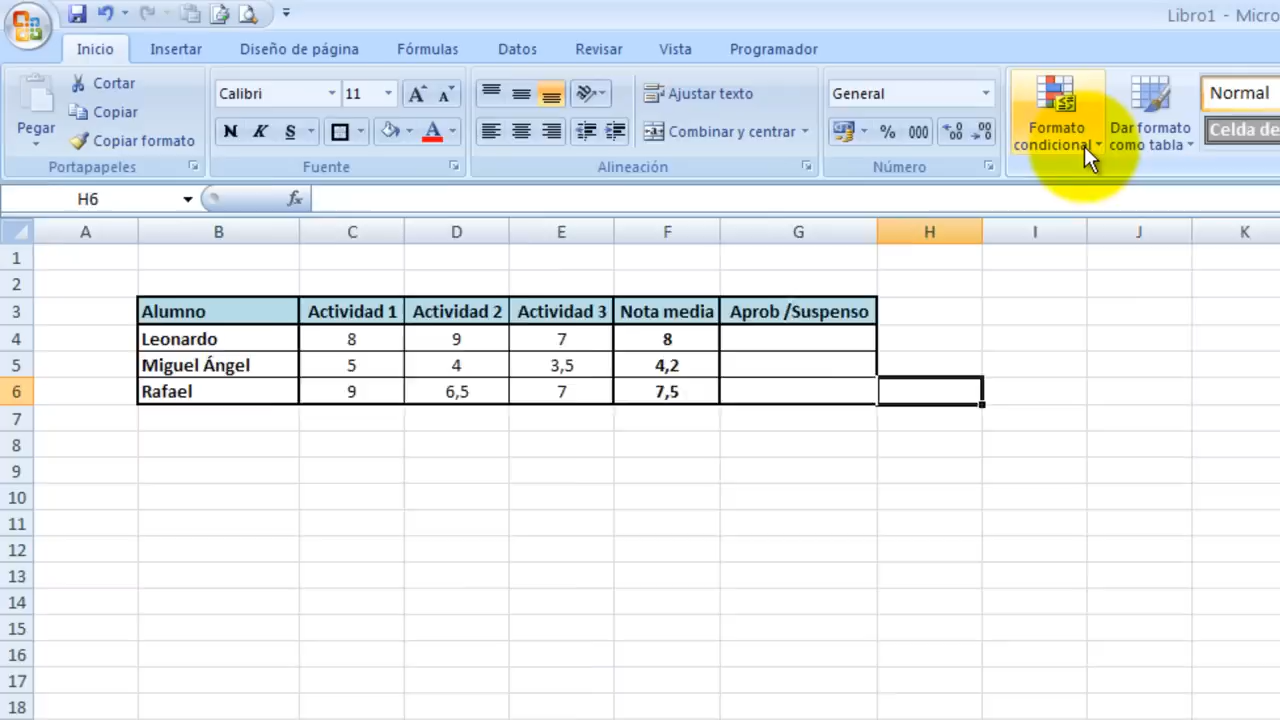 Libro1 - Micro
Inicio Insertar Diseño de página Fórmulas Datos Revisar Vista Programador
Pegar
Cortar
Copiar
Copiar formato
Portapapeles
Calibri 11
N K S A
Fuente
Ajustar texto
Combinar y centrar
Alineación
General
% 000
Número
Formato condicional
Dar formato como tabla
Normal
Celda de
H6 fx
A B C D E F G H I J K
1
2
3 Alumno Actividad 1 Actividad 2 Actividad 3 Nota media Aprob /Suspenso
4 Leonardo 8 9 7 8
5 Miguel Ángel 5 4 3,5 4,2
6 Rafael 9 6,5 7 7,5
7
8
9
10
11
12
13
14
15
16
17
18